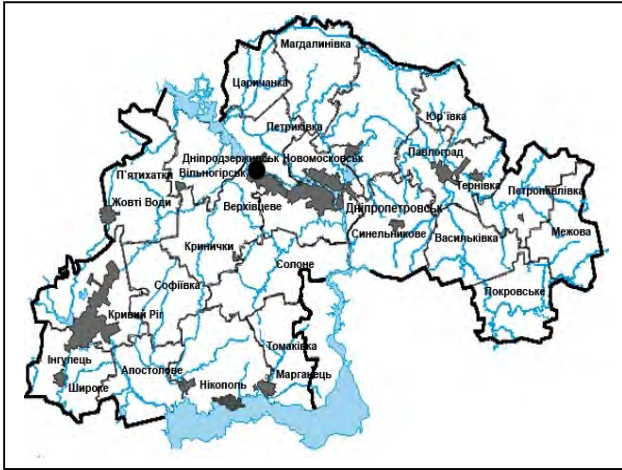 Магдалинівка
Царичанка
Юр'ївка
Петриківка
Павлоград
Дніпродзержинськ Новомосковськ
П'ятихатки Вільногірськ
Тернівка Петропавлівка
Жовті Води
Верхівцеве
Дніпропетровськ
Синельникове Васильківка
Межова
Кринички
Солоне
Софіївка
Покровське
Кривий Ріг
Томаківка
Інгулець
Широке Апостолове Нікополь Марганець